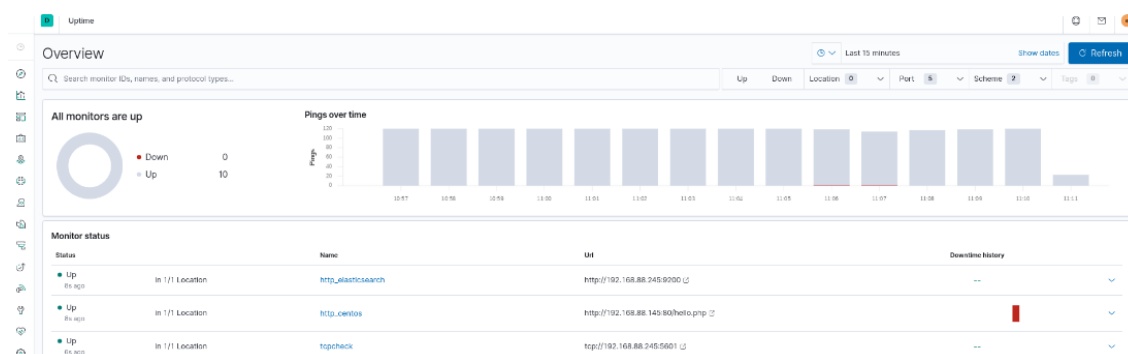 D Uptime
Overview
Last 15 minutes Show dates Refresh
Search monitor IDs, names, and protocol types...
Up Down Location 0 Port 5 Scheme 2 Tags 0
All monitors are up
Down 0
Up 10
Pings over time
Pings
120
100
80
60
40
20
0
10:57 10:58 10:59 11:00 11:01 11:02 11:03 11:04 11:05 11:06 11:07 11:08 11:09 11:10 11:11
Monitor status
Status Name Url Downtime history
Up
8s ago
in 1/1 Location http_elasticsearch http://192.168.88.245:9200 --
Up
8s ago
in 1/1 Location http_centos http://192.168.88.145:80/hello.php
Up
6s ago
in 1/1 Location tcpcheck tcp://192.168.88.245:5601 --